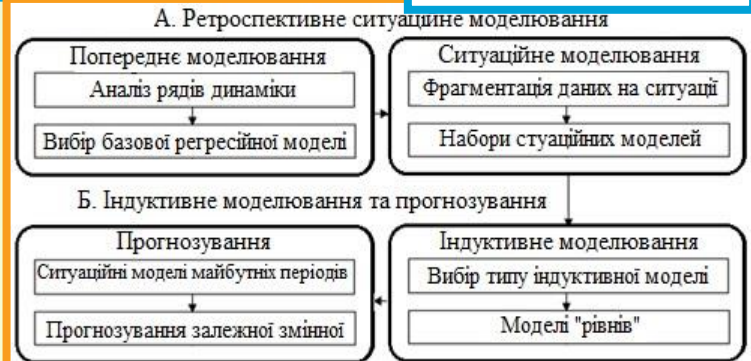 А. Ретроспективне ситуаційне моделювання
Попереднє моделювання
Аналіз рядів динаміки
Вибір базової регресійної моделі
Ситуаційне моделювання
Фрагментація даних на ситуації
Набори стуаційних моделей
Б. Індуктивне моделювання та прогнозування
Прогнозування
Ситуаційні моделі майбутніх періодів
Прогнозування залежної змінної
Індуктивне моделювання
Вибір типу індуктивної моделі
Моделі "рівнів"